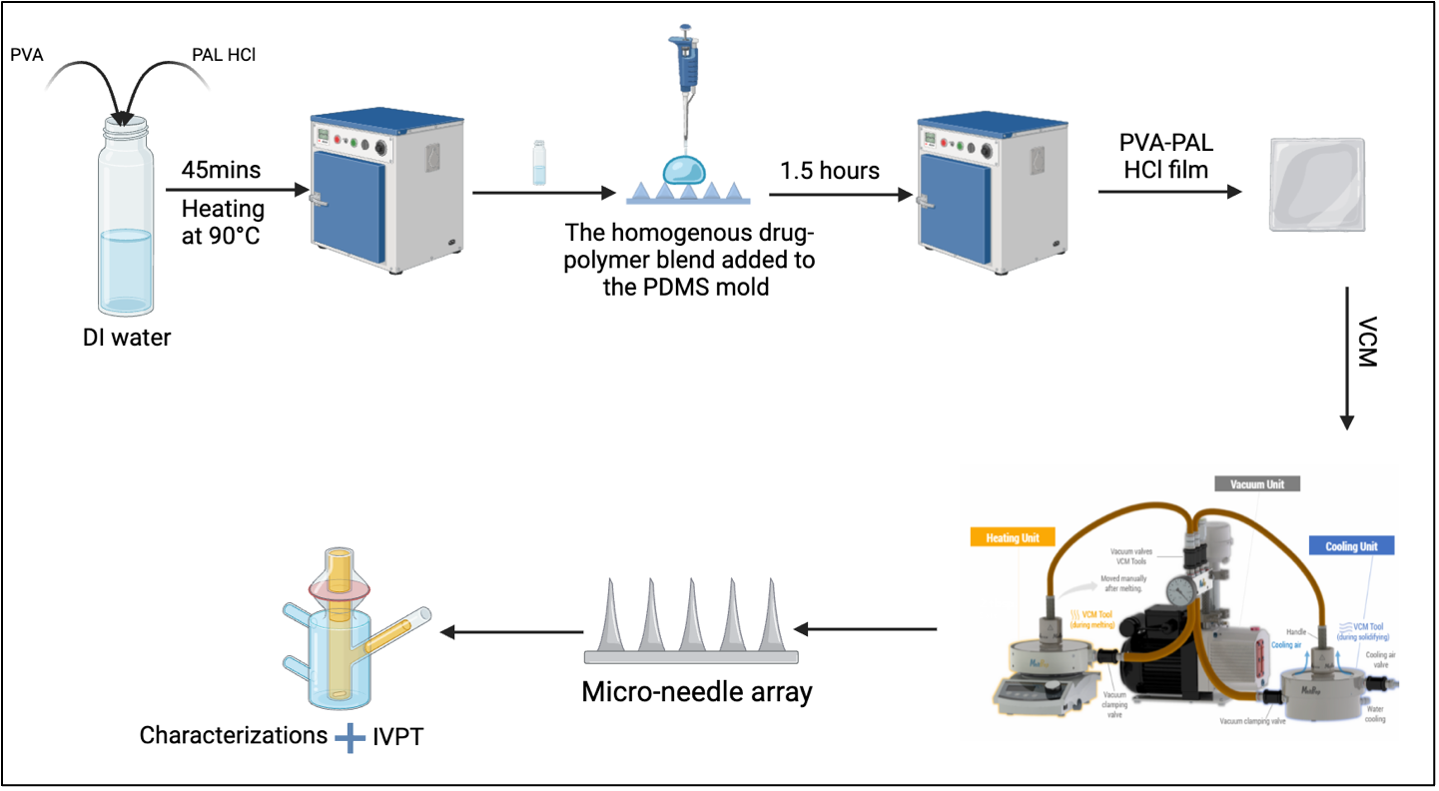 PVA
PAL HCl
45mins
Heating
at 90°C
DI water
The homogenous drug-
polymer blend added to
the PDMS mold
1.5 hours
PVA-PAL
HCl film
VCM
Vacuum Unit
Heating Unit
Cooling Unit
Vacuum valves
VCM Tools
Moved manually
after melting.
VCM Tool
(during melting)
Handle
Cooling air
VCM Tool
(during solidifying)
Cooling air
valve
Vacuum
clamping
valve
Vacuum clamping valve
Water
cooling
Micro-needle array
Characterizations + IVPT